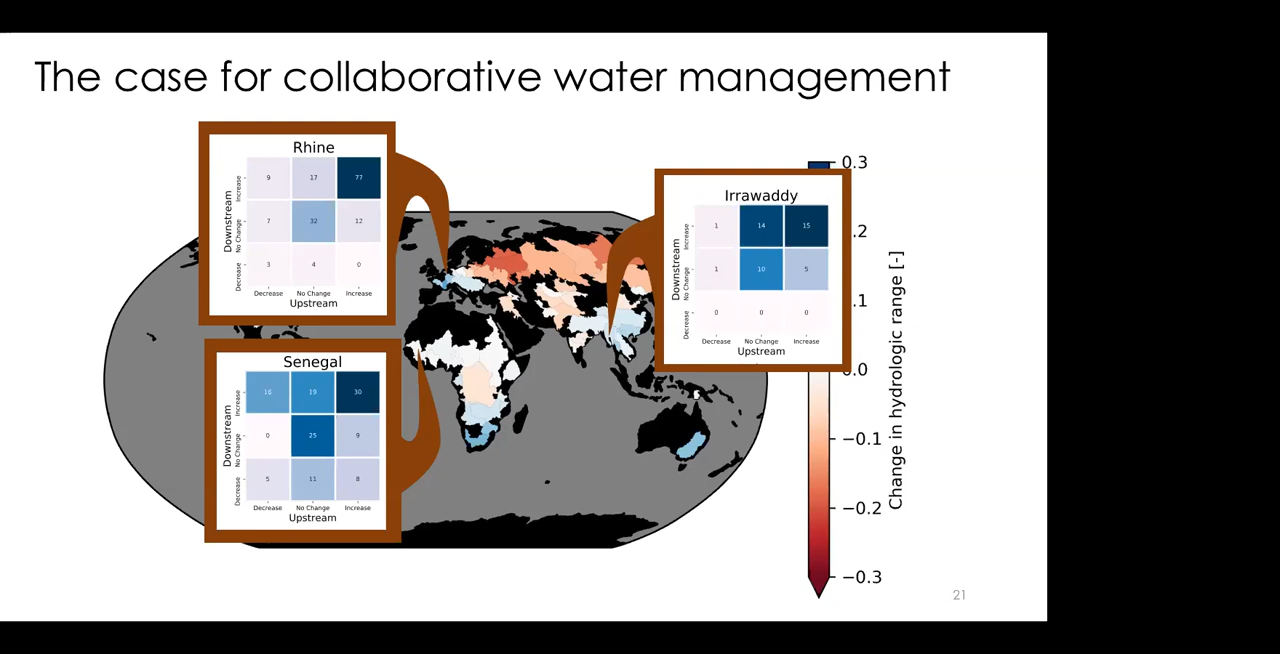 The case for collaborative water management
Rhine
Downstream
Increase
No Change
Decrease
9 17 77
7 32 12
3 4 0
Decrease No Change Increase
Upstream
Senegal
Downstream
Increase
No Change
Decrease
16 19 30
0 25 9
5 11 8
Decrease No Change Increase
Upstream
Irrawaddy
Downstream
Increase
No Change
Decrease
1 14 15
1 10 5
0 0 0
Decrease No Change Increase
Upstream
0.3
.2
.1
0.0
−0.1
−0.2
−0.3
Change in hydrologic range [-]
21